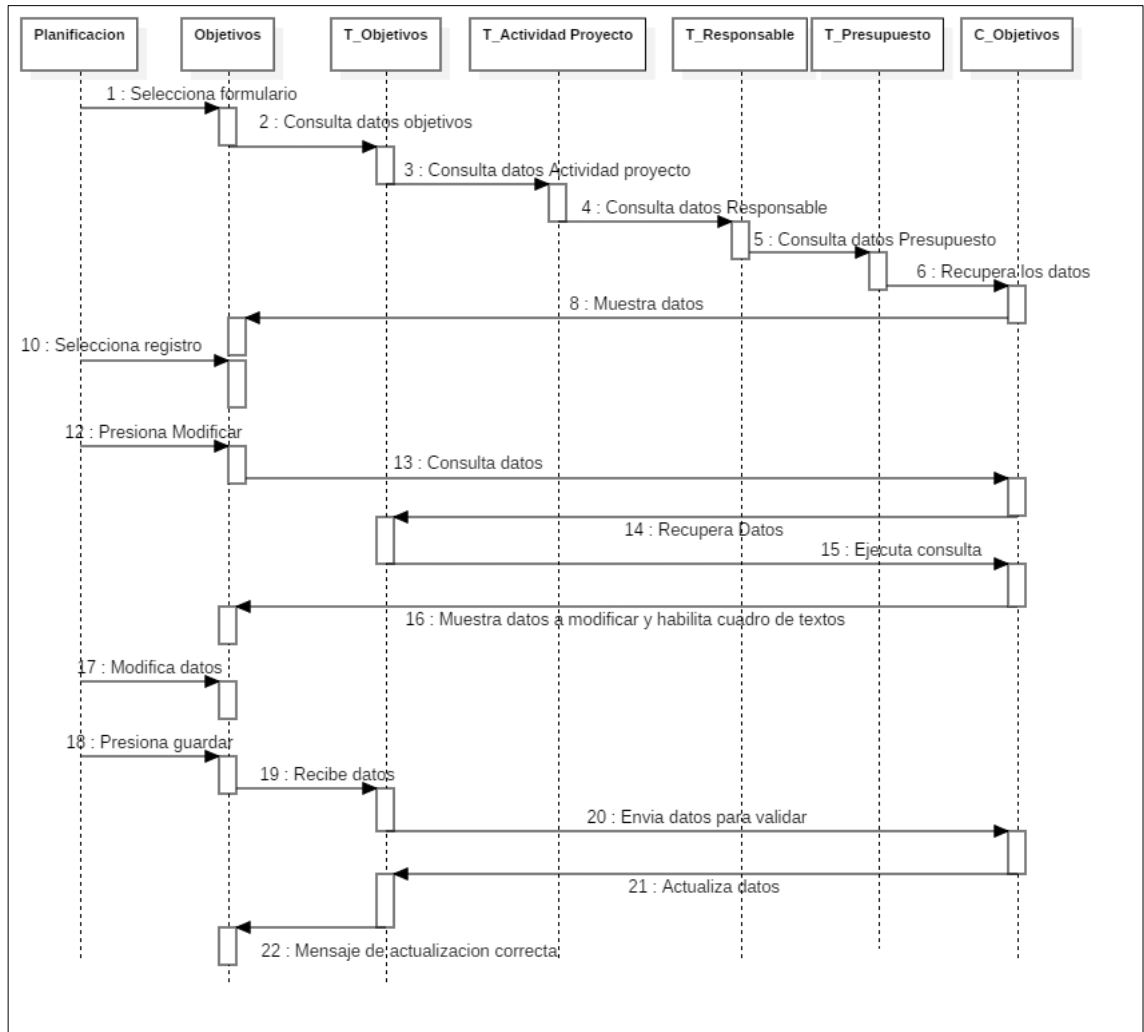 Planificacion
Objetivos
T_Objetivos
T_Actividad Proyecto
T_Responsable
T_Presupuesto
C_Objetivos
1 : Selecciona formulario
2 : Consulta datos objetivos
3 : Consulta datos Actividad proyecto
4 : Consulta datos Responsable
5 : Consulta datos Presupuesto
6 : Recupera los datos
8 : Muestra datos
10 : Selecciona registro
12 : Presiona Modificar
13 : Consulta datos
14 : Recupera Datos
15 : Ejecuta consulta
16 : Muestra datos a modificar y habilita cuadro de textos
17 : Modifica datos
18 : Presiona guardar
19 : Recibe datos
20 : Envia datos para validar
21 : Actualiza datos
22 : Mensaje de actualizacion correcta